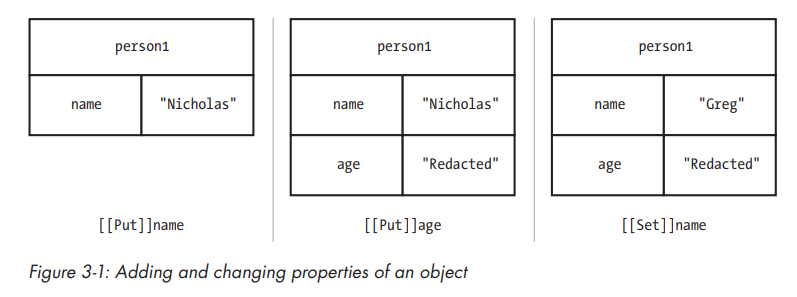 person1
name "Nicholas"
[[Put]]name
person1
name "Nicholas"
age "Redacted"
[[Put]]age
person1
name "Greg"
age "Redacted"
[[Set]]name
Figure 3-1: Adding and changing properties of an object